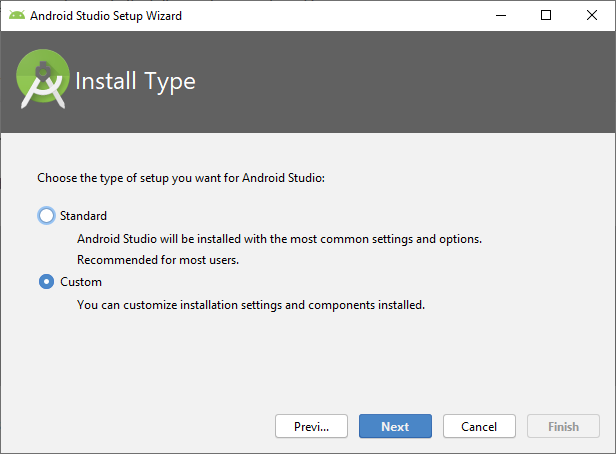 Android Studio Setup Wizard
Install Type
Choose the type of setup you want for Android Studio:
Standard
Android Studio will be installed with the most common settings and options.
Recommended for most users.
Custom
You can customize installation settings and components installed.
Previ... Next Cancel Finish